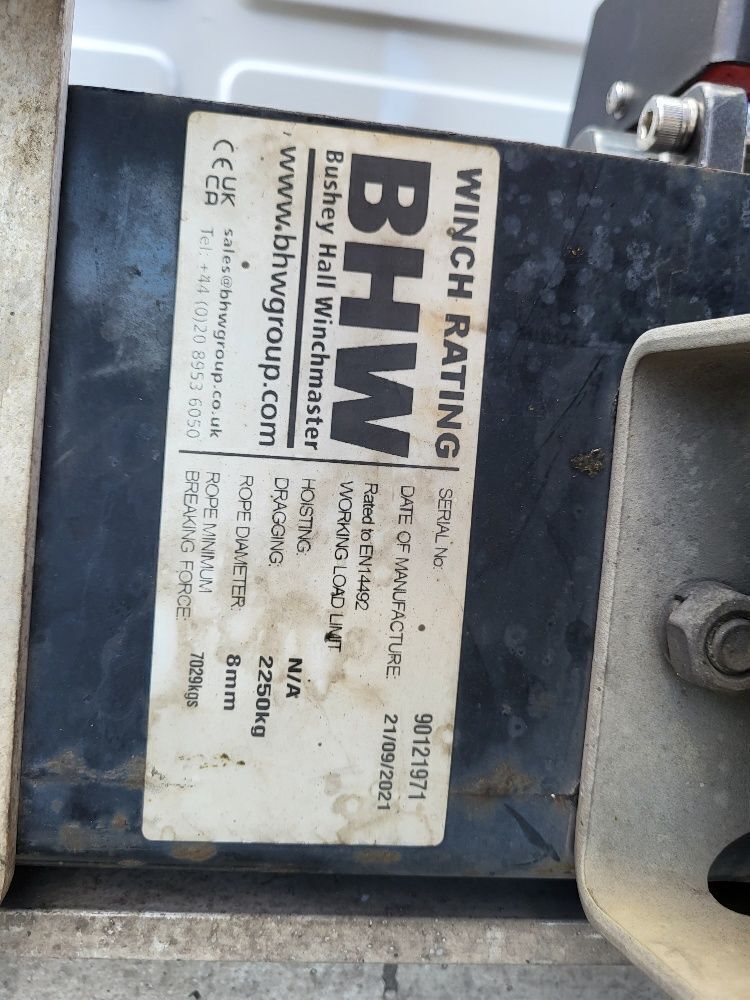 WINCH RATING
BHW
Bushey Hall Winchmaster
www.bhwgroup.com
CE UK CA
sales@bhwgroup.co.uk
Tel: +44 (0)20 8953 6050
SERIAL No: 90121971
DATE OF MANUFACTURE: 21/09/2021
Rated to EN14492
WORKING LOAD LIMIT
HOISTING: N/A
DRAGGING: 2250kg
ROPE DIAMETER: 8mm
ROPE MINIMUM
BREAKING FORCE: 7029kgs